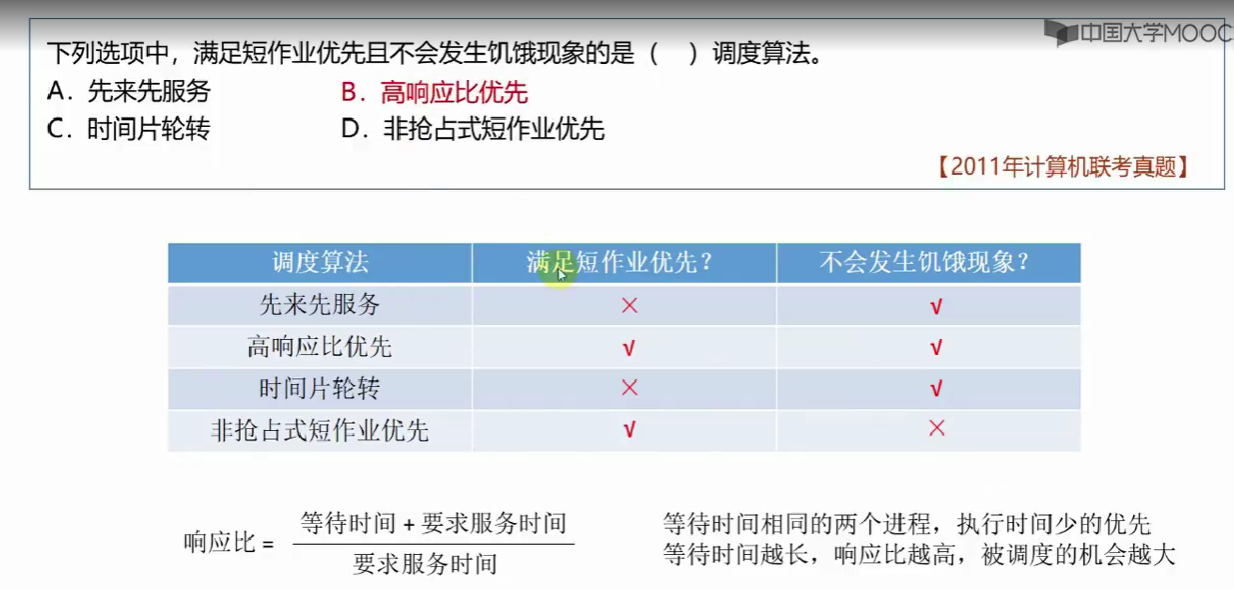 中国大学MOOC
下列选项中，满足短作业优先且不会发生饥饿现象的是（ ）调度算法。
A．先来先服务 B．高响应比优先
C．时间片轮转 D．非抢占式短作业优先
【2011年计算机联考真题】
调度算法 满足短作业优先？ 不会发生饥饿现象？
先来先服务 × √
高响应比优先 √ √
时间片轮转 × √
非抢占式短作业优先 √ ×
响应比 = 等待时间 + 要求服务时间
要求服务时间
等待时间相同的两个进程，执行时间少的优先
等待时间越长，响应比越高，被调度的机会越大